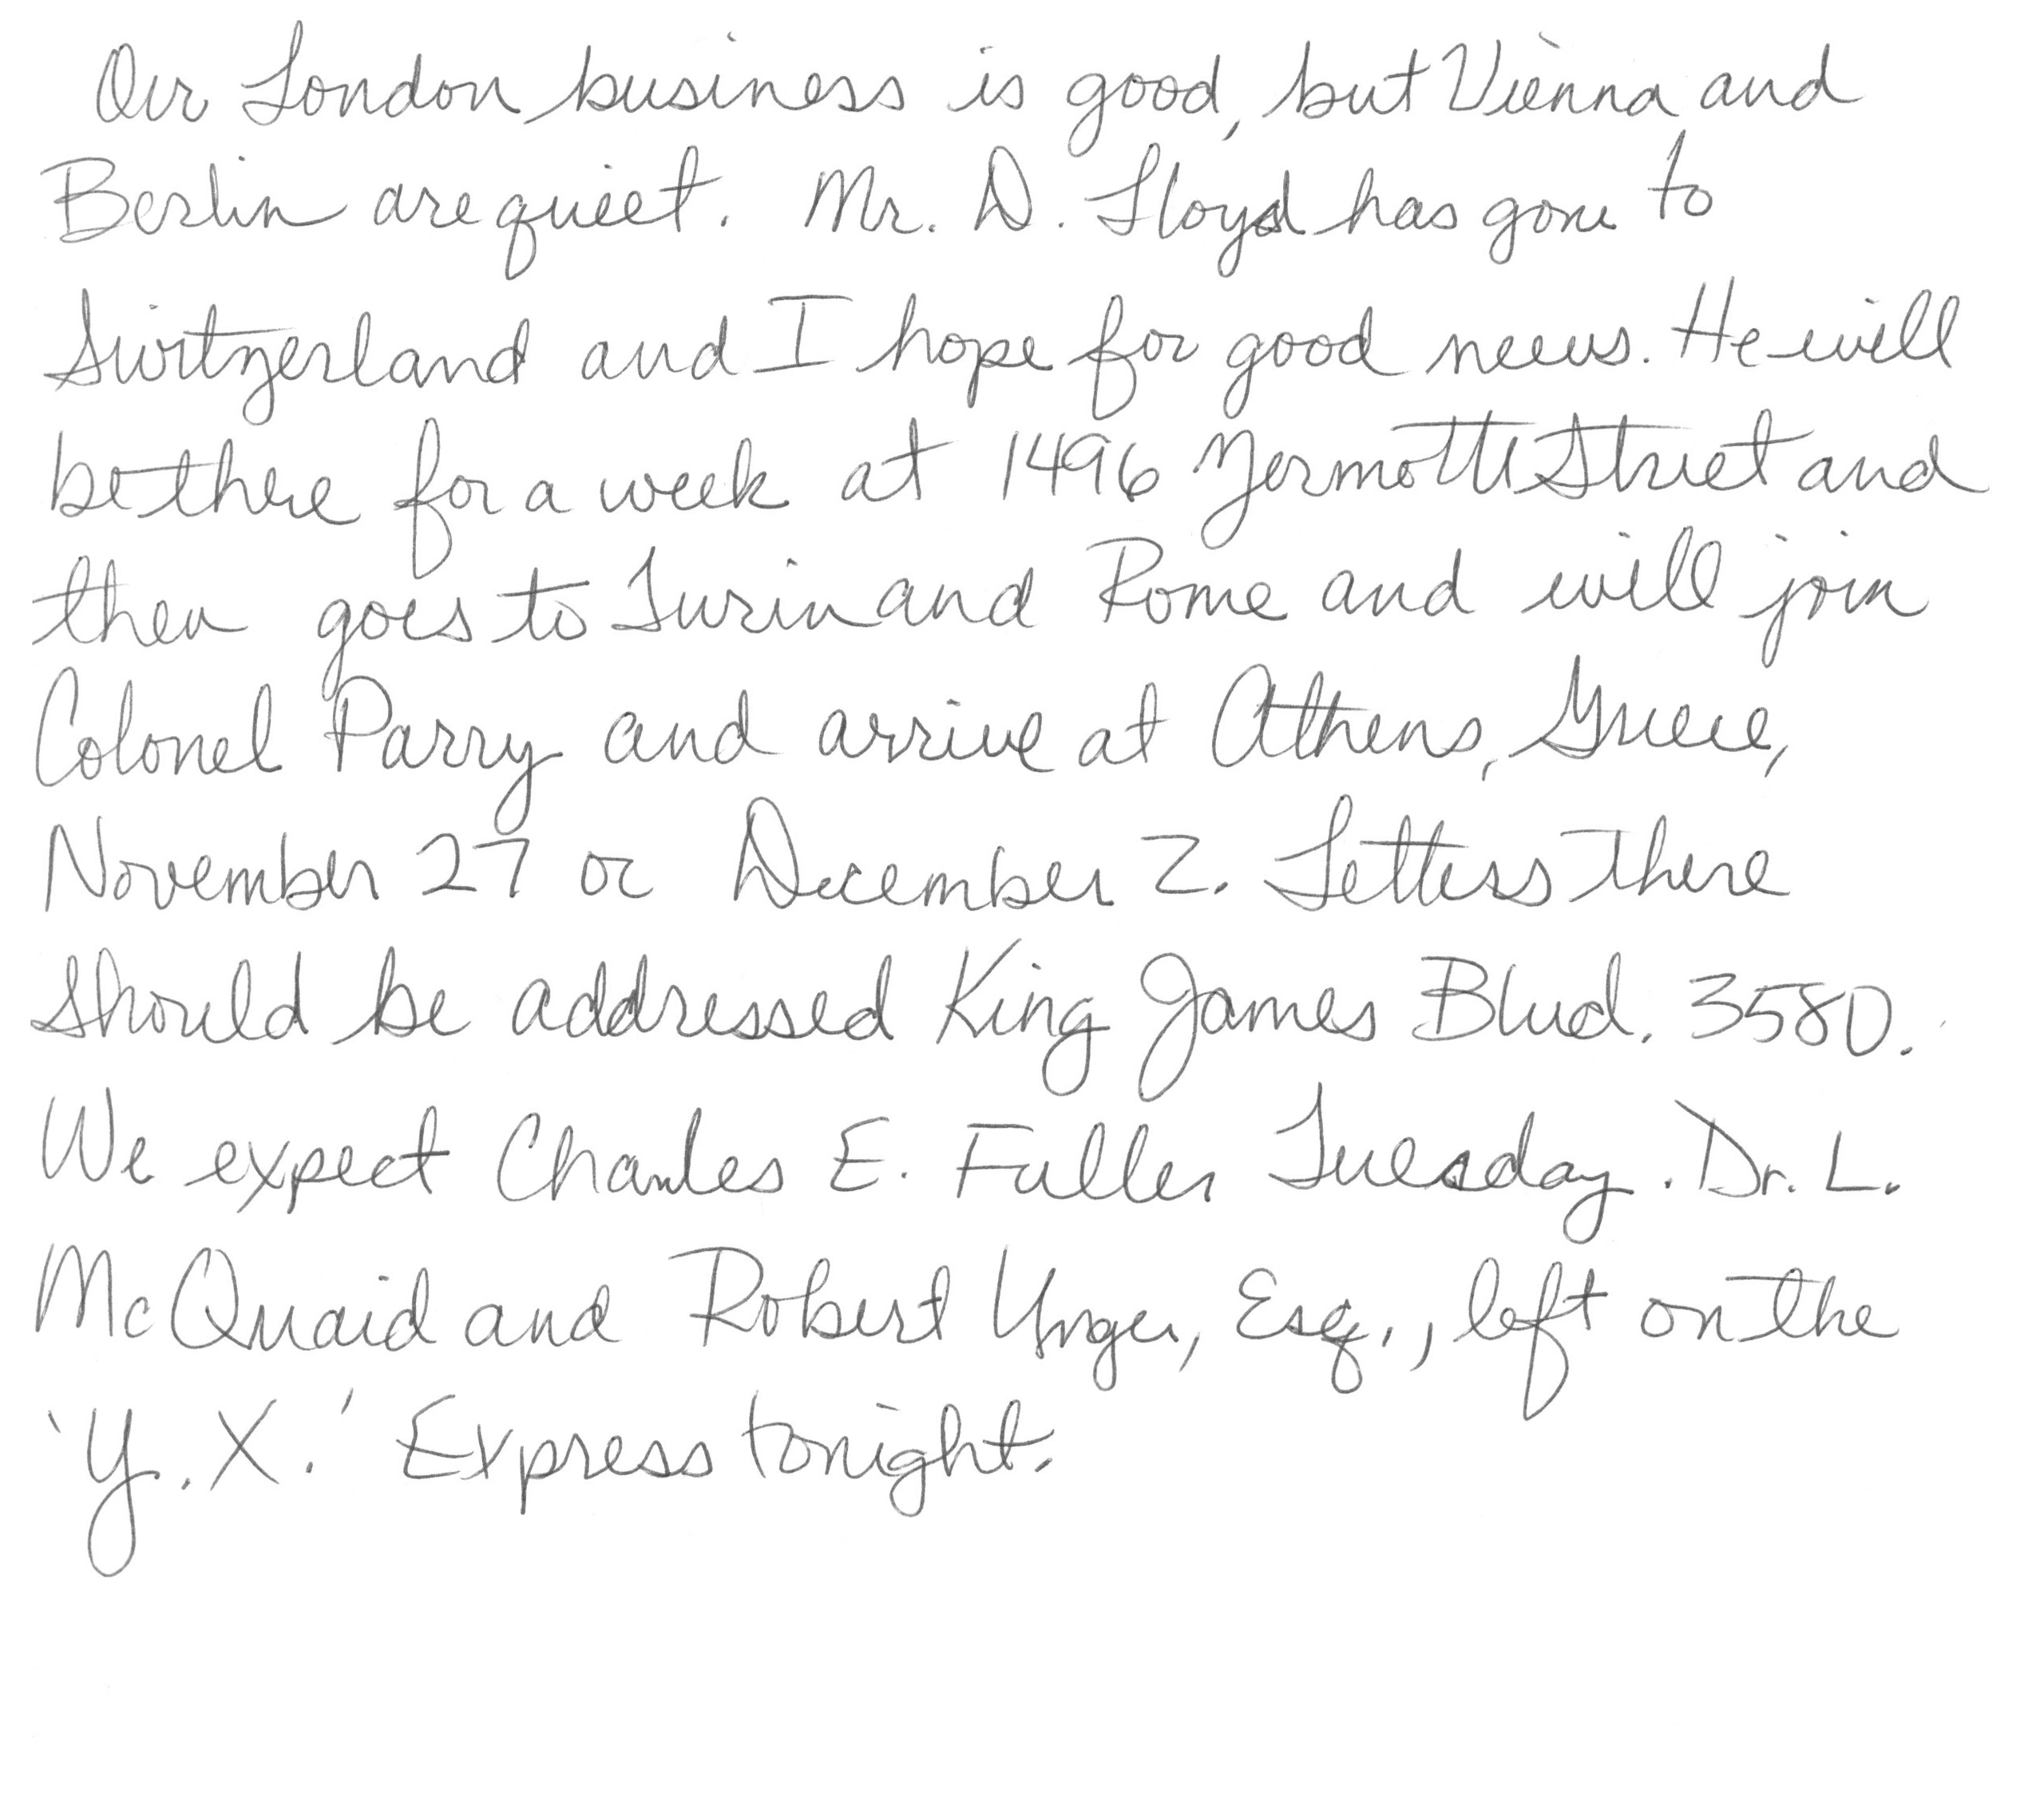 Our London business is good, but Vienna and
Berlin are quiet. Mr. D. Lloyd has gone to
Switzerland and I hope for good news. He will
be there for a week at 1496 Zermott Street and
then goes to Turin and Rome and will join
Colonel Parry and arrive at Athens, Greece,
November 27 or December 2. Letters there
should be addressed King James Blvd. 3580.
We expect Charles E. Fuller Tuesday. Dr. L.
McQuaid and Robert Unger, Esq., left on the
'Y. X.' Express tonight.